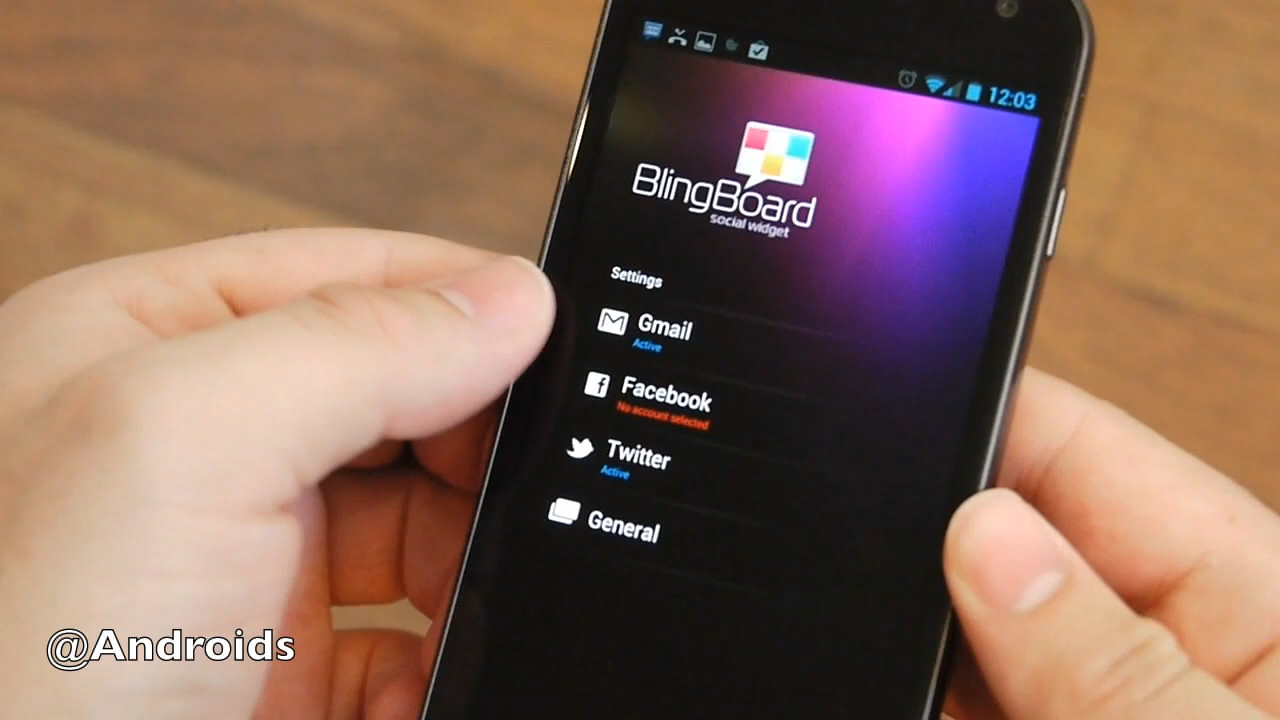 12:03
BlingBoard
social widget
Settings
Gmail
Active
Facebook
No account selected
Twitter
Active
General
@Androids